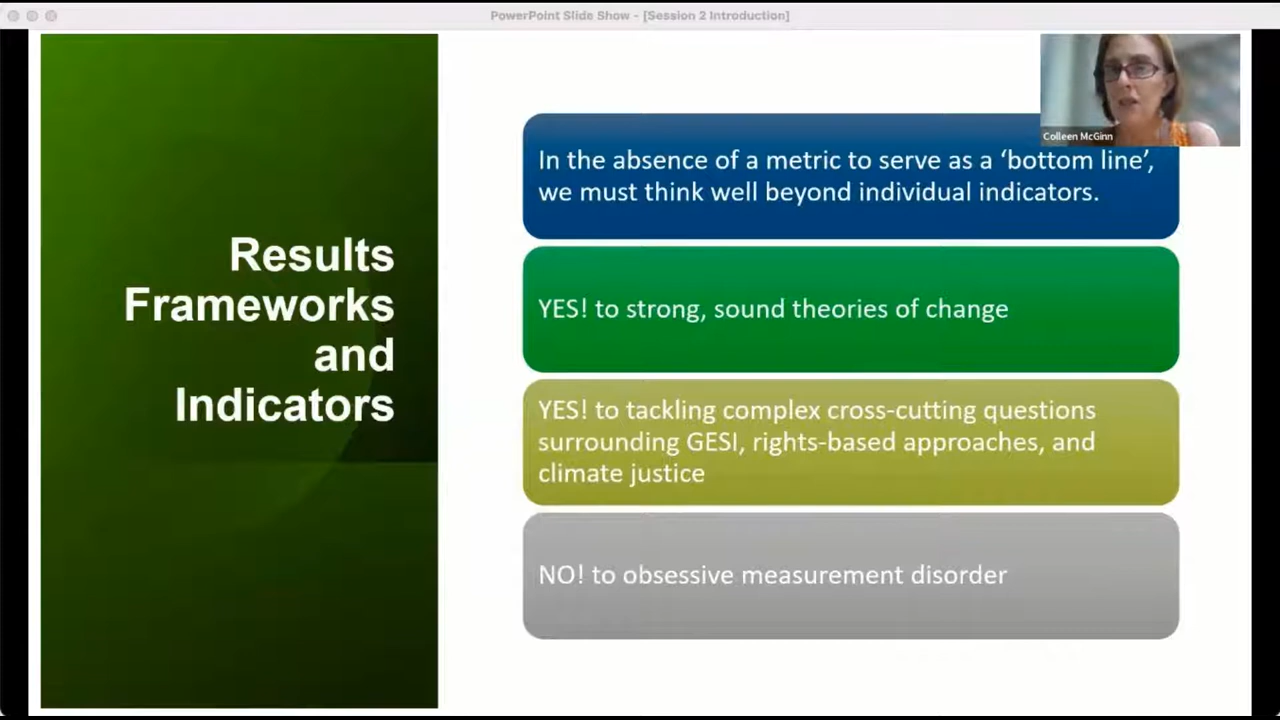 PowerPoint Slide Show - [Session 2 Introduction]
Results
Frameworks
and
Indicators
Colleen McGinn
In the absence of a metric to serve as a ‘bottom line’,
we must think well beyond individual indicators.
YES! to strong, sound theories of change
YES! to tackling complex cross-cutting questions
surrounding GESI, rights-based approaches, and
climate justice
NO! to obsessive measurement disorder